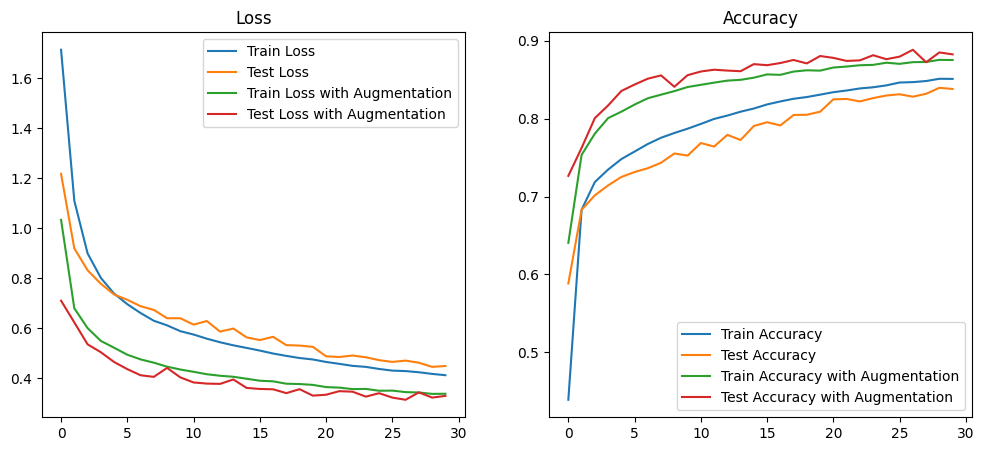 Loss
Train Loss
Test Loss
Train Loss with Augmentation
Test Loss with Augmentation
1.6
1.4
1.2
1.0
0.8
0.6
0.4
0 5 10 15 20 25 30
Accuracy
0.9
0.8
0.7
0.6
0.5
Train Accuracy
Test Accuracy
Train Accuracy with Augmentation
Test Accuracy with Augmentation
0 5 10 15 20 25 30